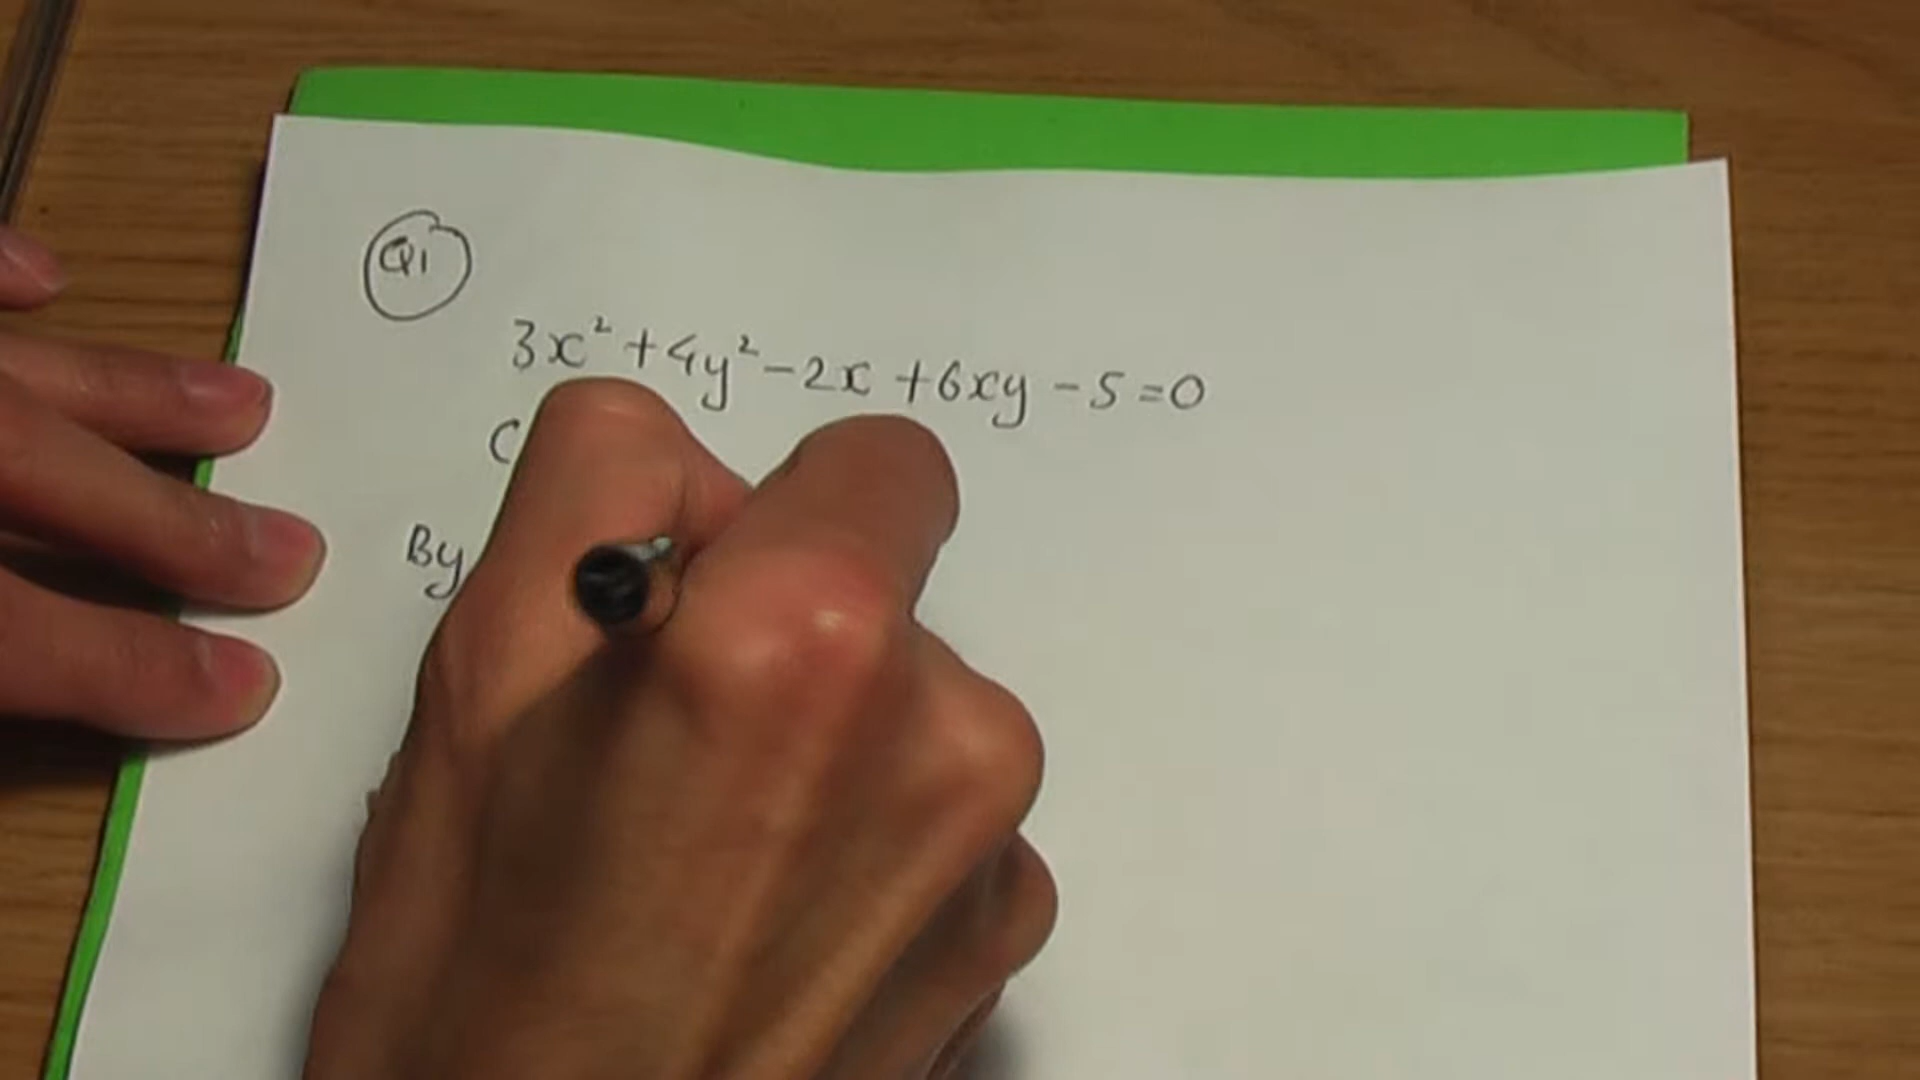 Q1
3x² + 4y² - 2x + 6xy - 5 = 0
By